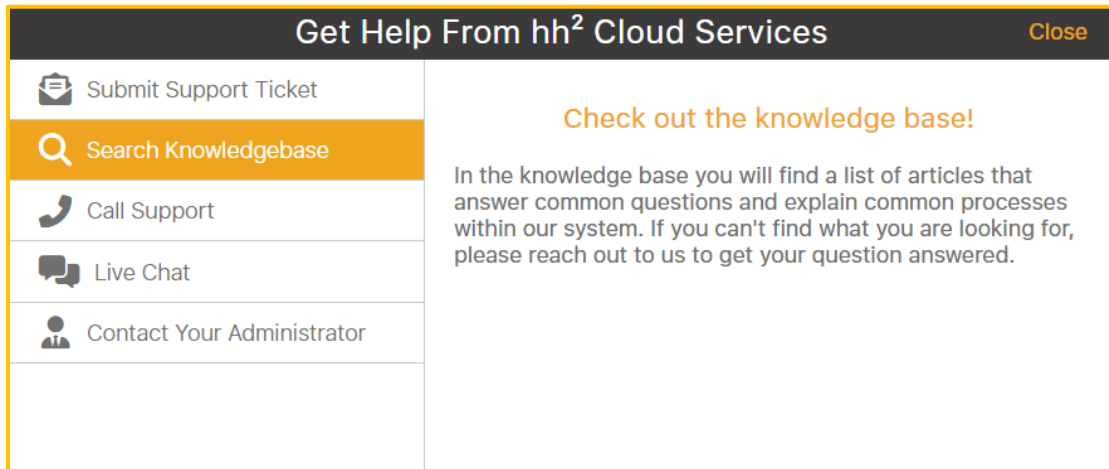 Get Help From hh² Cloud Services
Close
Submit Support Ticket
Search Knowledgebase
Call Support
Live Chat
Contact Your Administrator
Check out the knowledge base!
In the knowledge base you will find a list of articles that
answer common questions and explain common processes
within our system. If you can't find what you are looking for,
please reach out to us to get your question answered.